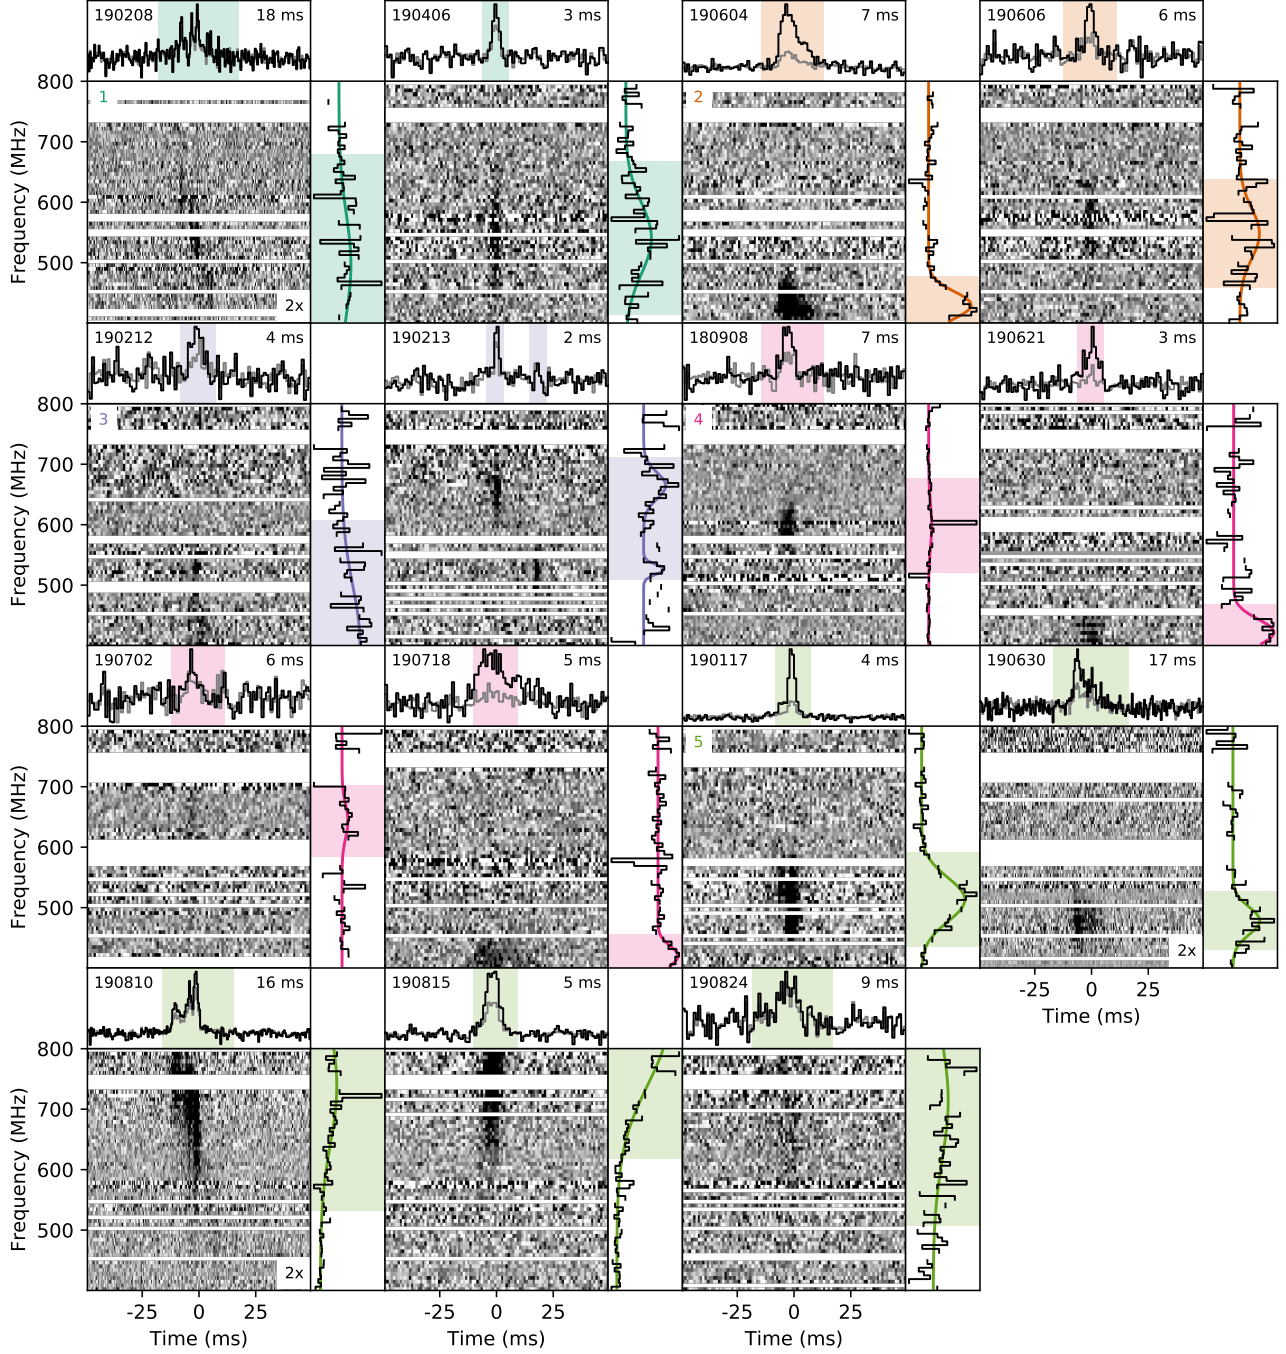 190208 18 ms 190406 3 ms 190604 7 ms 190606 6 ms
800
1 2
700
600
500
2x
Frequency (MHz)
190212 4 ms 190213 2 ms 180908 7 ms 190621 3 ms
800
3 4
700
600
500
Frequency (MHz)
190702 6 ms 190718 5 ms 190117 4 ms 190630 17 ms
800
5
700
600
500
2x
Frequency (MHz)
-25 0 25
Time (ms)
190810 16 ms 190815 5 ms 190824 9 ms
800
700
600
500
2x
Frequency (MHz)
-25 0 25 -25 0 25 -25 0 25
Time (ms) Time (ms) Time (ms)